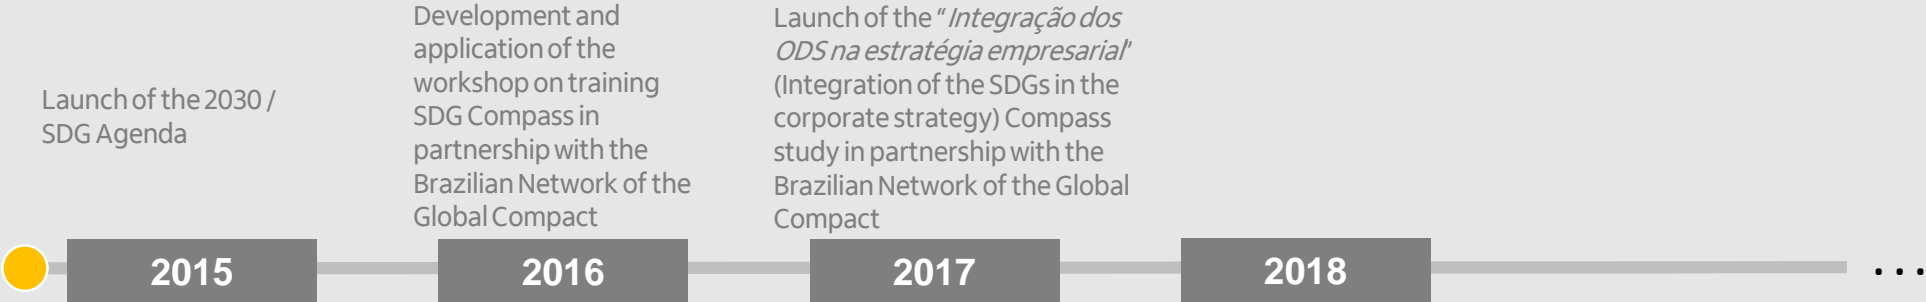 Launch of the 2030 /
SDG Agenda
Development and
application of the
workshop on training
SDG Compass in
partnership with the
Brazilian Network of the
Global Compact
Launch of the “Integração dos
ODS na estratégia empresarial”
(Integration of the SDGs in the
corporate strategy) Compass
study in partnership with the
Brazilian Network of the Global
Compact
2015
2016
2017
2018
...